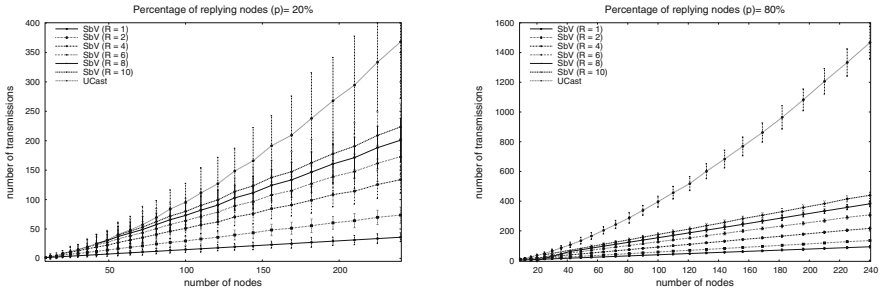 Percentage of replying nodes (p)= 20%
400
350
300
250
200
150
100
50
0
number of transmissions
SbV (R = 1)
SbV (R = 2)
SbV (R = 4)
SbV (R = 6)
SbV (R = 8)
SbV (R = 10)
UCast
50
100
150
200
number of nodes
Percentage of replying nodes (p)= 80%
1600
1400
1200
1000
800
600
400
200
0
number of transmissions
SbV (R = 1)
SbV (R = 2)
SbV (R = 4)
SbV (R = 6)
SbV (R = 8)
SbV (R = 10)
UCast
20
40
60
80
100
120
140
160
180
200
220
240
number of nodes